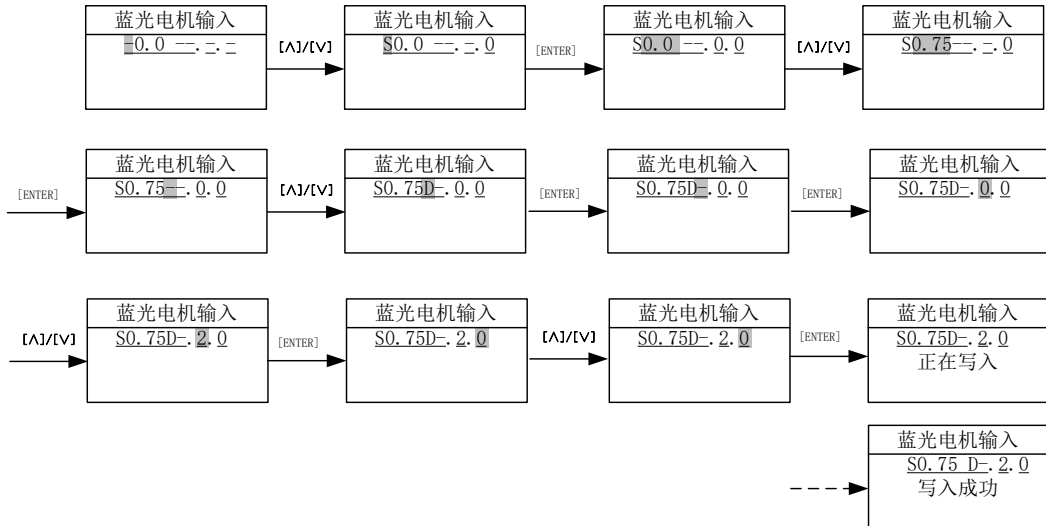 蓝光电机输入
-0.0 --.-.-
[∧]/[∨]
蓝光电机输入
S0.0 --.-.0
[ENTER]
蓝光电机输入
S0.0 --.0.0
[∧]/[∨]
蓝光电机输入
S0.75--.-.0
[ENTER]
蓝光电机输入
S0.75--.0.0
[∧]/[∨]
蓝光电机输入
S0.75D-.0.0
[ENTER]
蓝光电机输入
S0.75D-.0.0
[ENTER]
蓝光电机输入
S0.75D-.0.0
[∧]/[∨]
蓝光电机输入
S0.75D-.2.0
[ENTER]
蓝光电机输入
S0.75D-.2.0
[∧]/[∨]
蓝光电机输入
S0.75D-.2.0
[ENTER]
蓝光电机输入
S0.75D-.2.0
正在写入
蓝光电机输入
S0.75 D-.2.0
写入成功